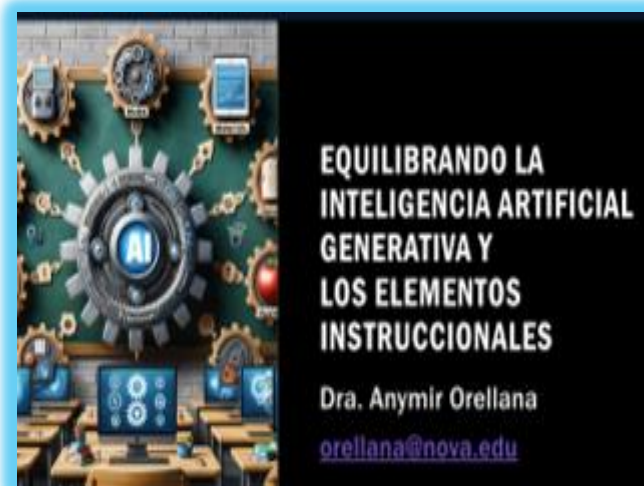 AI
EQUILIBRANDO LA
INTELIGENCIA ARTIFICIAL
GENERATIVA Y
LOS ELEMENTOS
INSTRUCCIONALES
Dra. Anymir Orellana
orellana@nova.edu